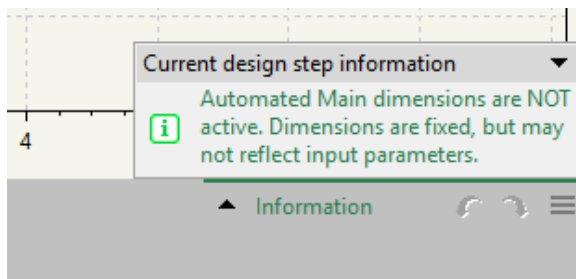 Current design step information
Automated Main dimensions are NOT
active. Dimensions are fixed, but may
not reflect input parameters.
4
Information